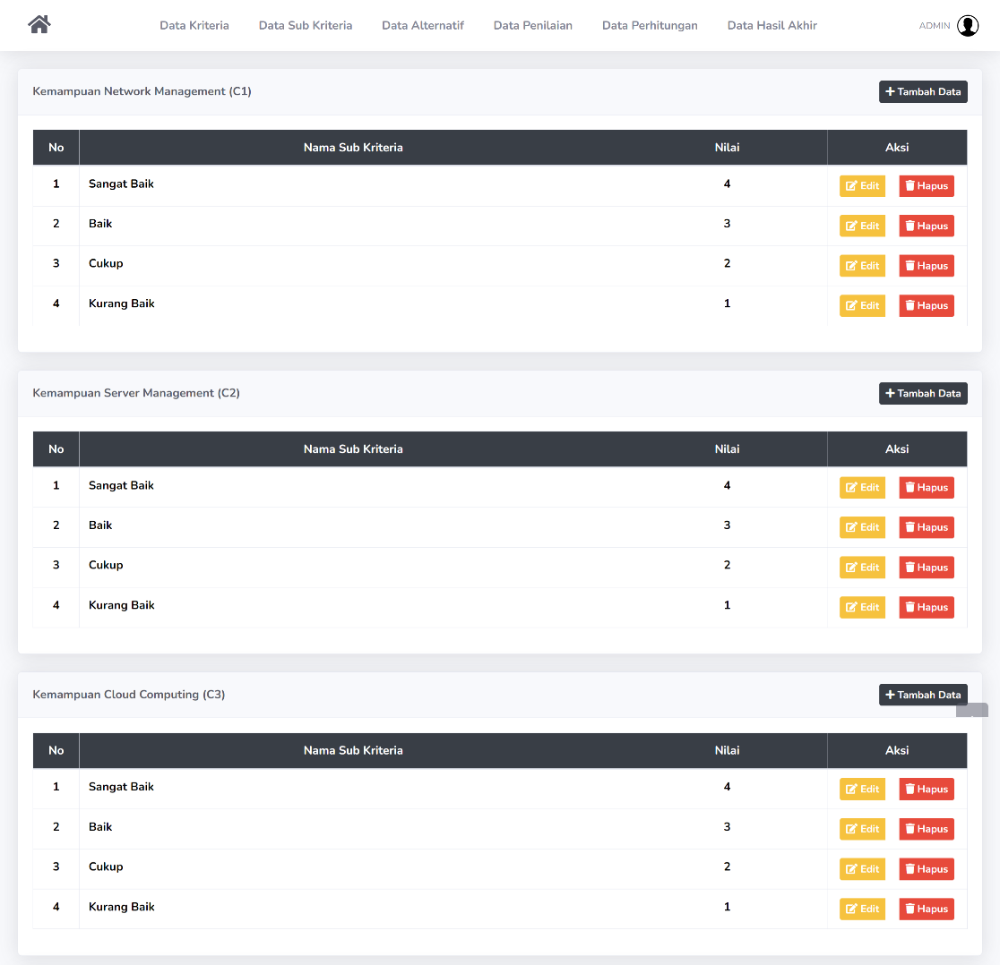 Data Kriteria Data Sub Kriteria Data Alternatif Data Penilaian Data Perhitungan Data Hasil Akhir ADMIN
Kemampuan Network Management (C1) Tambah Data
No Nama Sub Kriteria Nilai Aksi
1 Sangat Baik 4 Edit Hapus
2 Baik 3 Edit Hapus
3 Cukup 2 Edit Hapus
4 Kurang Baik 1 Edit Hapus
Kemampuan Server Management (C2) Tambah Data
No Nama Sub Kriteria Nilai Aksi
1 Sangat Baik 4 Edit Hapus
2 Baik 3 Edit Hapus
3 Cukup 2 Edit Hapus
4 Kurang Baik 1 Edit Hapus
Kemampuan Cloud Computing (C3) Tambah Data
No Nama Sub Kriteria Nilai Aksi
1 Sangat Baik 4 Edit Hapus
2 Baik 3 Edit Hapus
3 Cukup 2 Edit Hapus
4 Kurang Baik 1 Edit Hapus